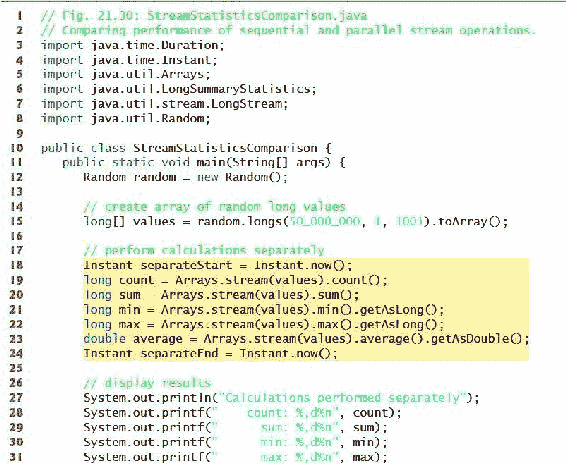 1 // Fig. 21.30: StreamStatisticsComparison.java
2 // Comparing performance of sequential and parallel stream operations.
3 import java.time.Duration;
4 import java.time.Instant;
5 import java.util.Arrays;
6 import java.util.LongSummaryStatistics;
7 import java.util.stream.LongStream;
8 import java.util.Random;
9
10 public class StreamStatisticsComparison {
11 public static void main(String[] args) {
12 Random random = new Random();
13
14 // create array of random long values
15 long[] values = random.longs(50_000_000, 1, 1001).toArray();
16
17 // perform calculations separately
18 Instant separateStart = Instant.now();
19 long count = Arrays.stream(values).count();
20 long sum = Arrays.stream(values).sum();
21 long min = Arrays.stream(values).min().getAsLong();
22 long max = Arrays.stream(values).max().getAsLong();
23 double average = Arrays.stream(values).average().getAsDouble();
24 Instant separateEnd = Instant.now();
25
26 // display results
27 System.out.println("Calculations performed separately");
28 System.out.printf(" count: %,d%n", count);
29 System.out.printf(" sum: %,d%n", sum);
30 System.out.printf(" min: %,d%n", min);
31 System.out.printf(" max: %,d%n", max);